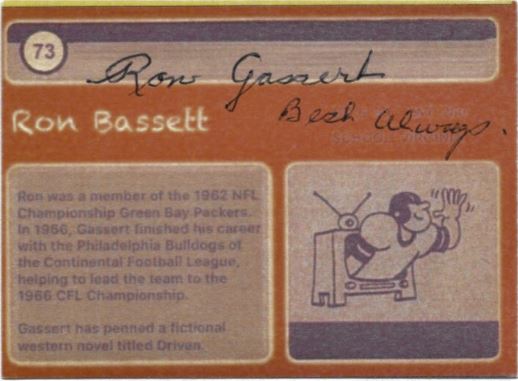 73
Ron Gassert
Best Always.
Ron Bassett
Ron was a member of the 1962 NFL
Championship Green Bay Packers.
In 1966, Gassert finished his career
with the Philadelphia Bulldogs of
the Continental Football League,
helping to lead the team to the
1966 CFL Championship.
Gassert has penned a fictional
western novel titled Driven.